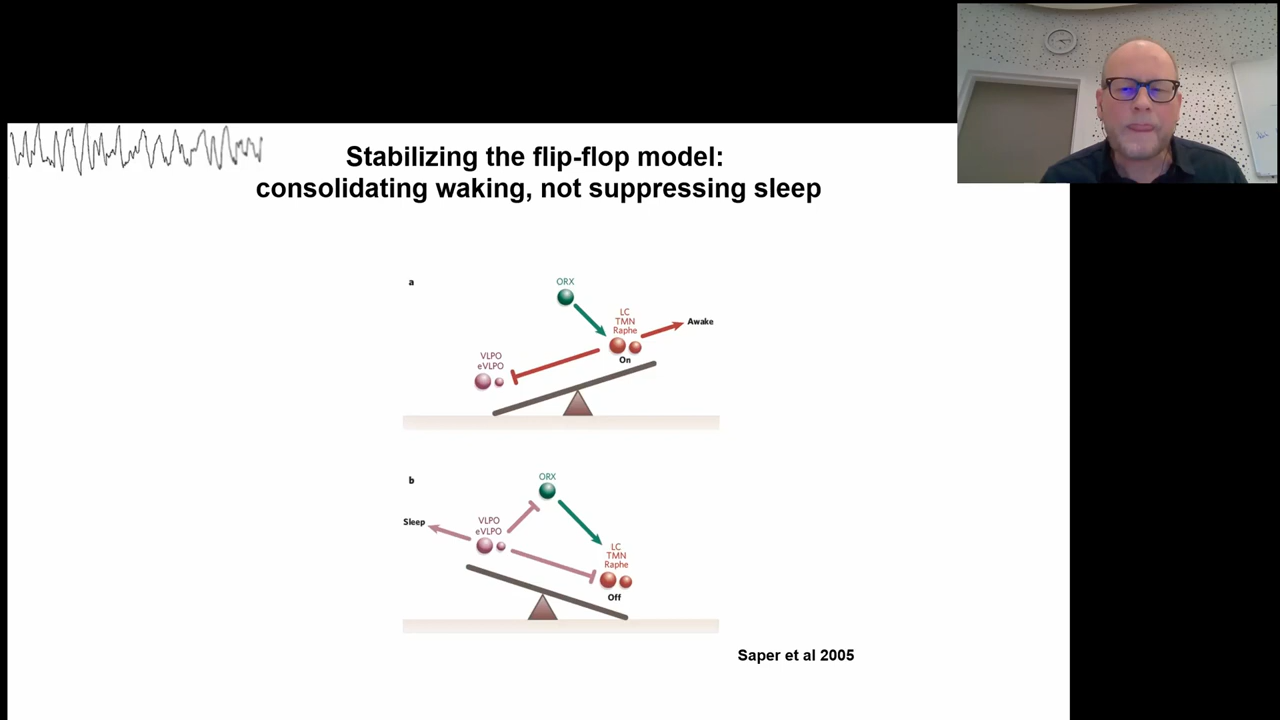 Stabilizing the flip-flop model:
consolidating waking, not suppressing sleep
a
ORX
LC
TMN
Raphe
Awake
On
VLPO
eVLPO
b
ORX
Sleep
VLPO
eVLPO
LC
TMN
Raphe
Off
Saper et al 2005